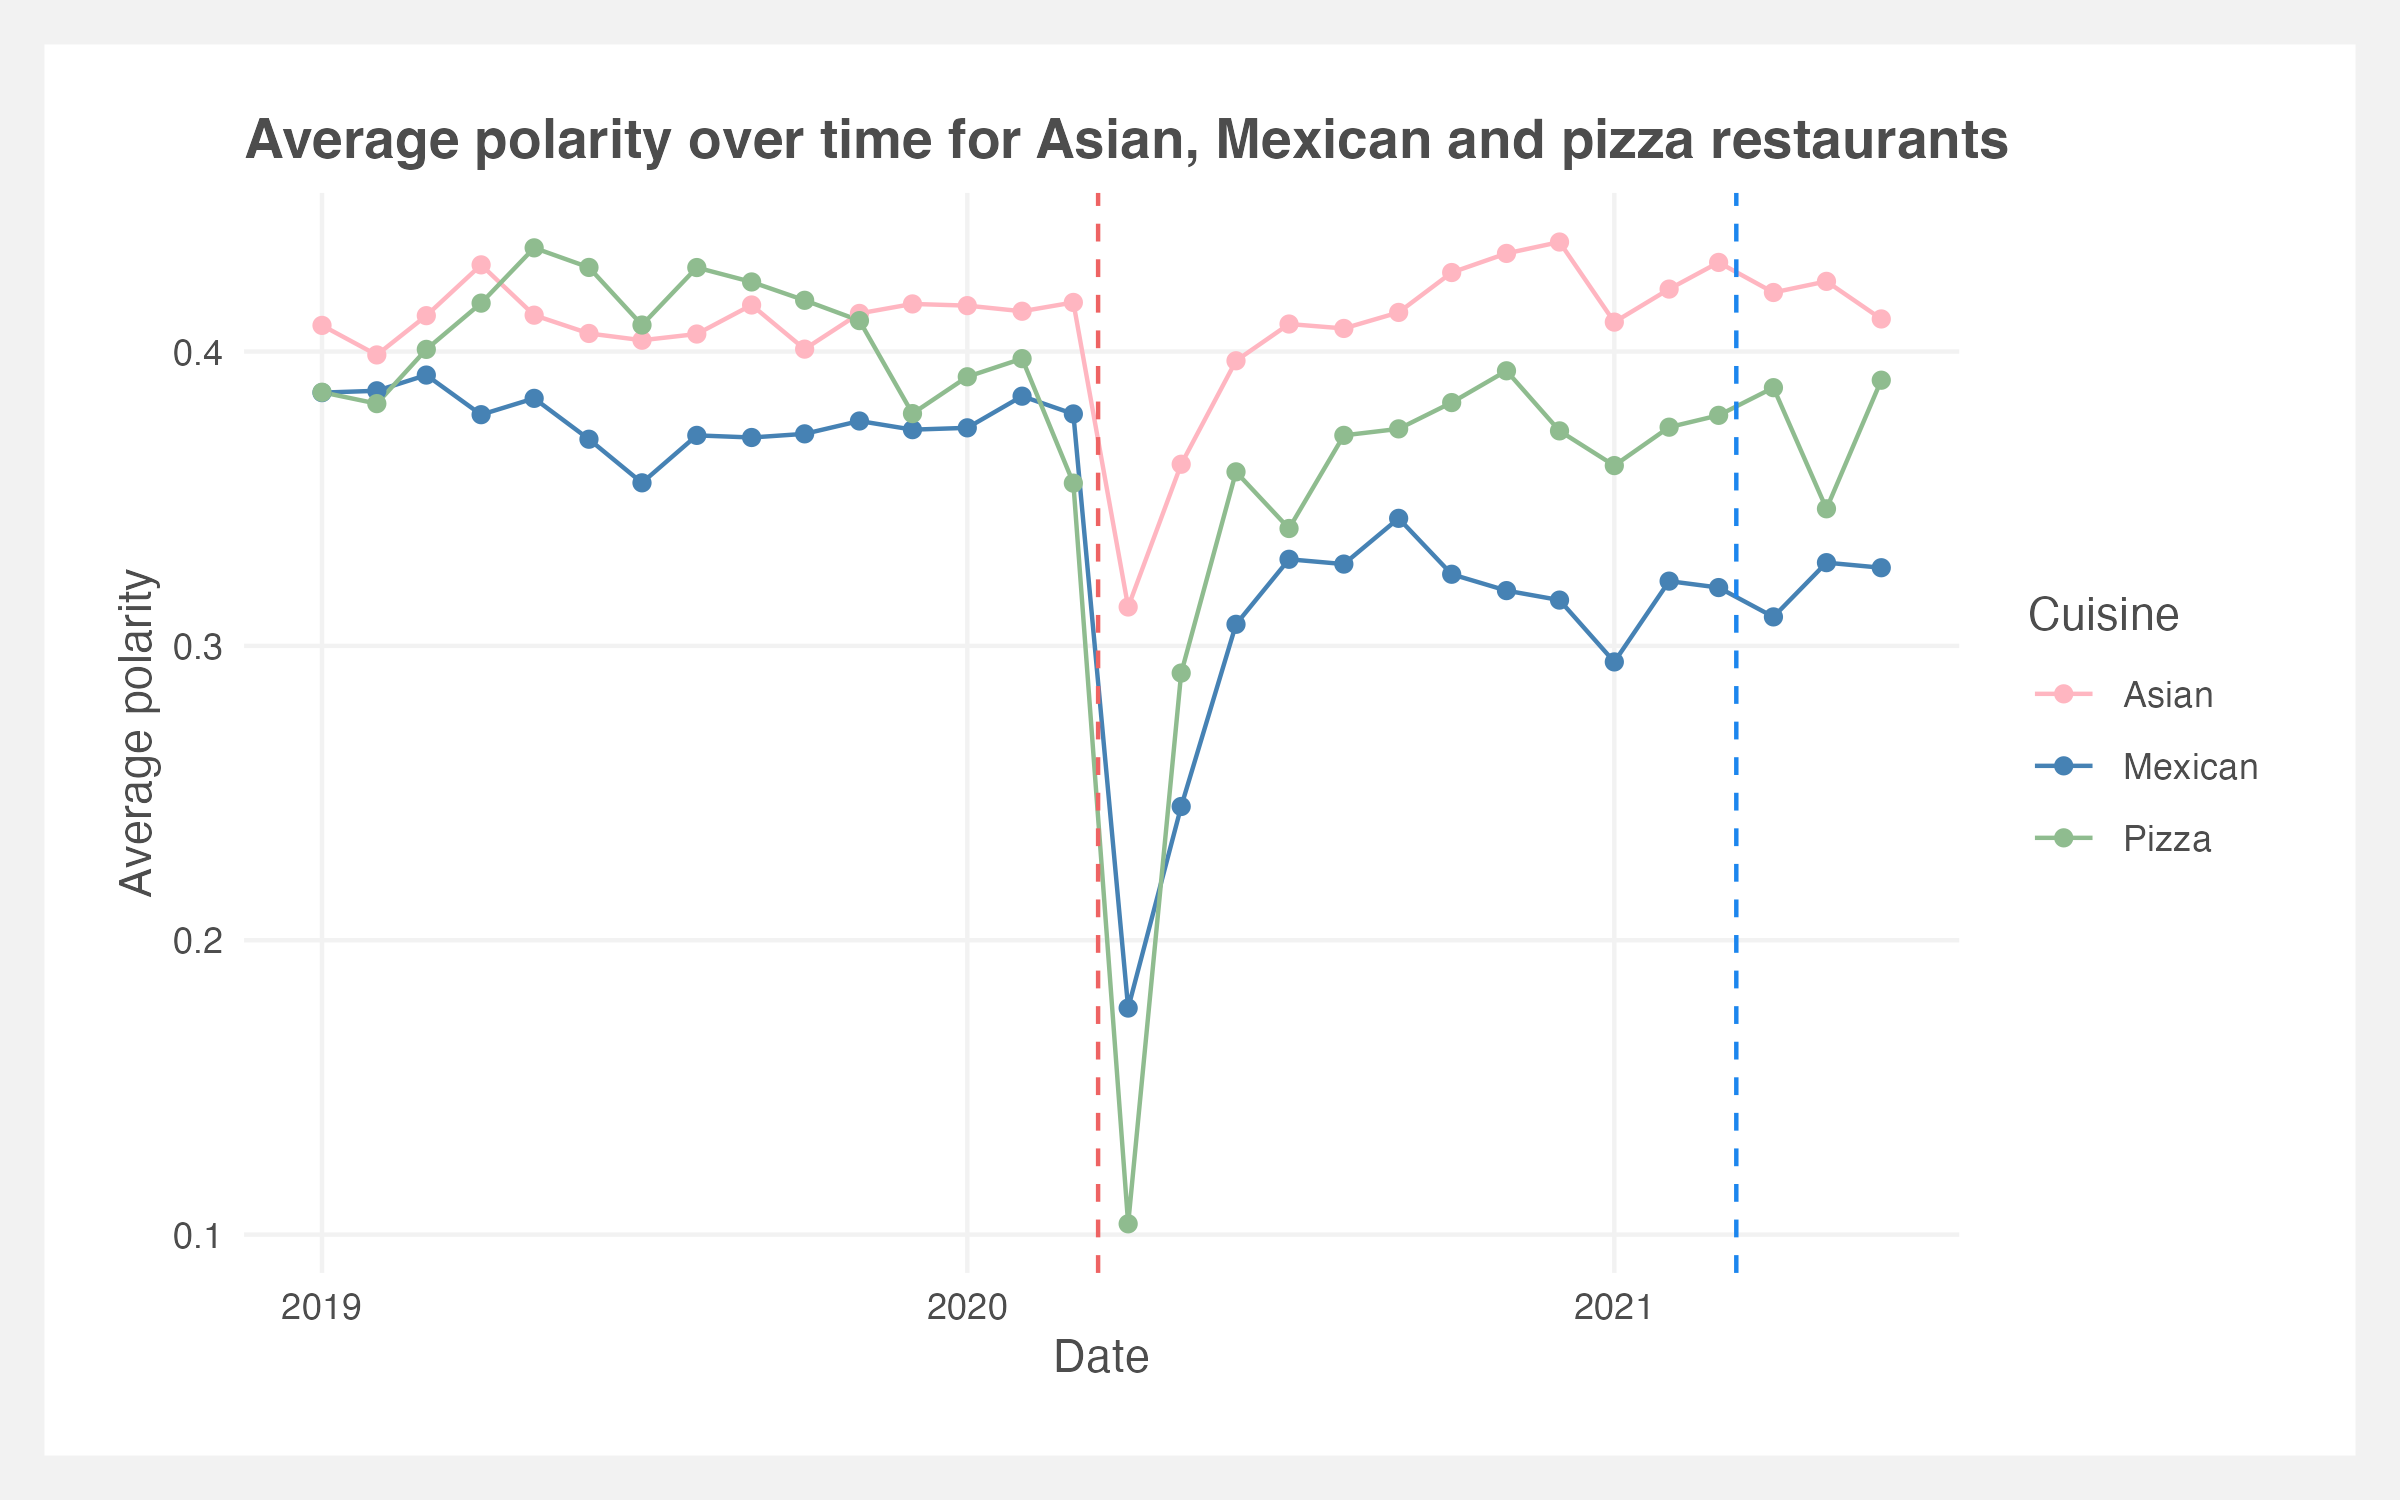 Average polarity over time for Asian, Mexican and pizza restaurants
Average polarity
0.4
0.3
0.2
0.1
2019
2020
2021
Date
Cuisine
Asian
Mexican
Pizza